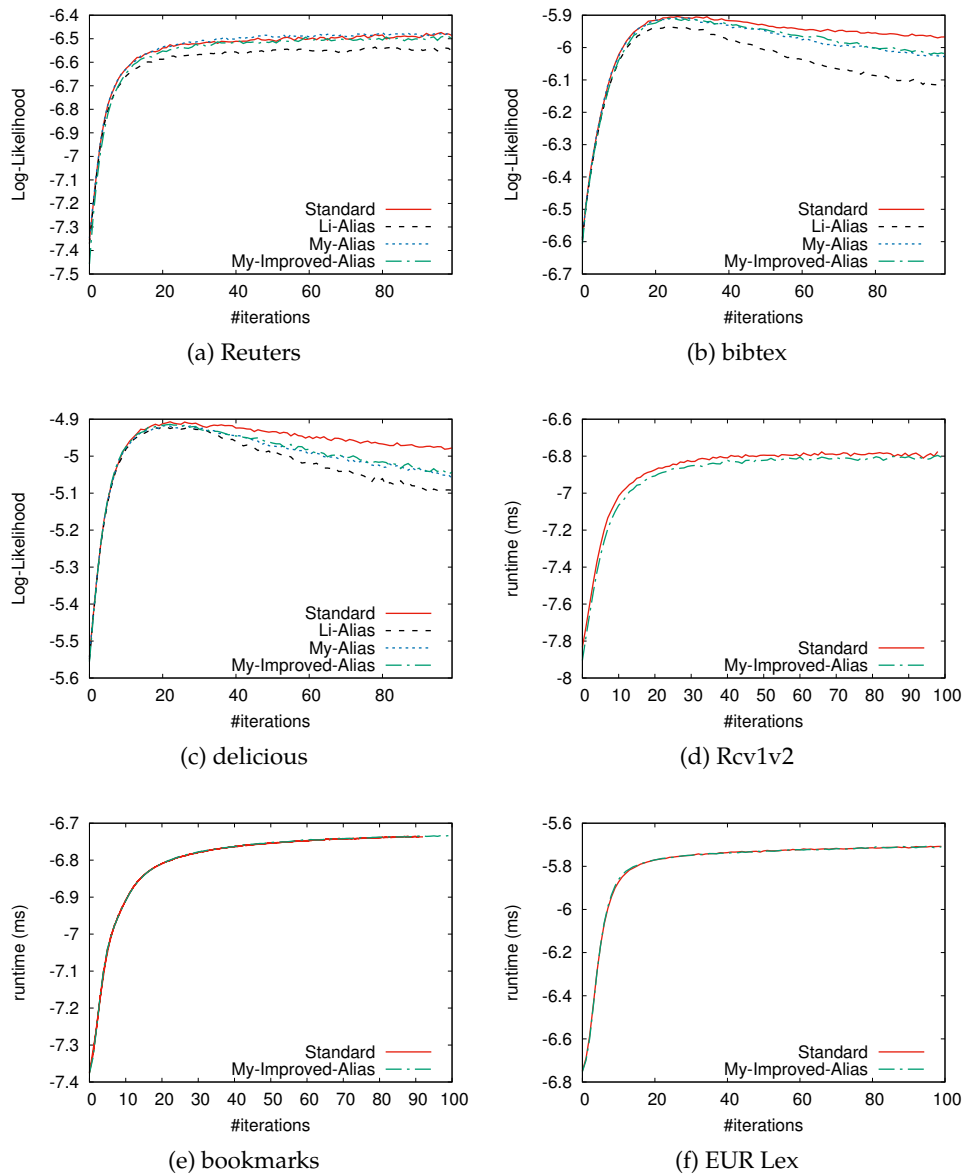 -6.4
-6.5
-6.6
-6.7
-6.8
-6.9
-7
-7.1
-7.2
-7.3
-7.4
-7.5
Log-Likelihood
Standard
Li-Alias
My-Alias
My-Improved-Alias
0 20 40 60 80
#iterations
(a) Reuters
-5.9
-6
-6.1
-6.2
-6.3
-6.4
-6.5
-6.6
-6.7
Log-Likelihood
Standard
Li-Alias
My-Alias
My-Improved-Alias
0 20 40 60 80
#iterations
(b) bibtex
-4.9
-5
-5.1
-5.2
-5.3
-5.4
-5.5
-5.6
Log-Likelihood
Standard
Li-Alias
My-Alias
My-Improved-Alias
0 20 40 60 80
#iterations
(c) delicious
-6.6
-6.8
-7
-7.2
-7.4
-7.6
-7.8
-8
runtime (ms)
Standard
My-Improved-Alias
0 10 20 30 40 50 60 70 80 90 100
#iterations
(d) Rcv1v2
-6.7
-6.8
-6.9
-7
-7.1
-7.2
-7.3
-7.4
runtime (ms)
Standard
My-Improved-Alias
0 10 20 30 40 50 60 70 80 90 100
#iterations
(e) bookmarks
-5.6
-5.8
-6
-6.2
-6.4
-6.6
-6.8
runtime (ms)
Standard
My-Improved-Alias
0 20 40 60 80 100
#iterations
(f) EUR Lex